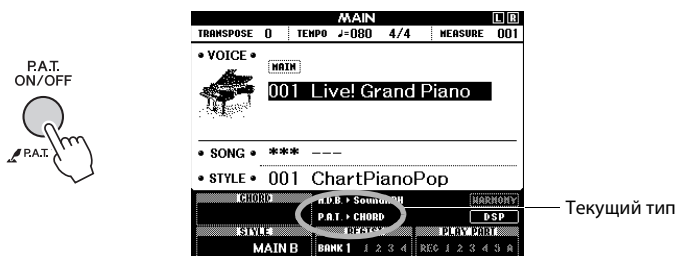 P.A.T.
ON/OFF
P.A.T.
MAIN L R
TRANSPOSE 0 TEMPO ♩=080 4/4 MEASURE 001
• VOICE •
MAIN
001 Live! Grand Piano
• SONG • *** ---
• STYLE • 001 ChartPianoPop
CHORD
HARMONY
P.A.T. ▸ CHORD DSP
Текущий тип
STYLE REGIST PLAY PART
MAIN B BANK 1 1 2 3 4 REC 1 2 3 4 5 A